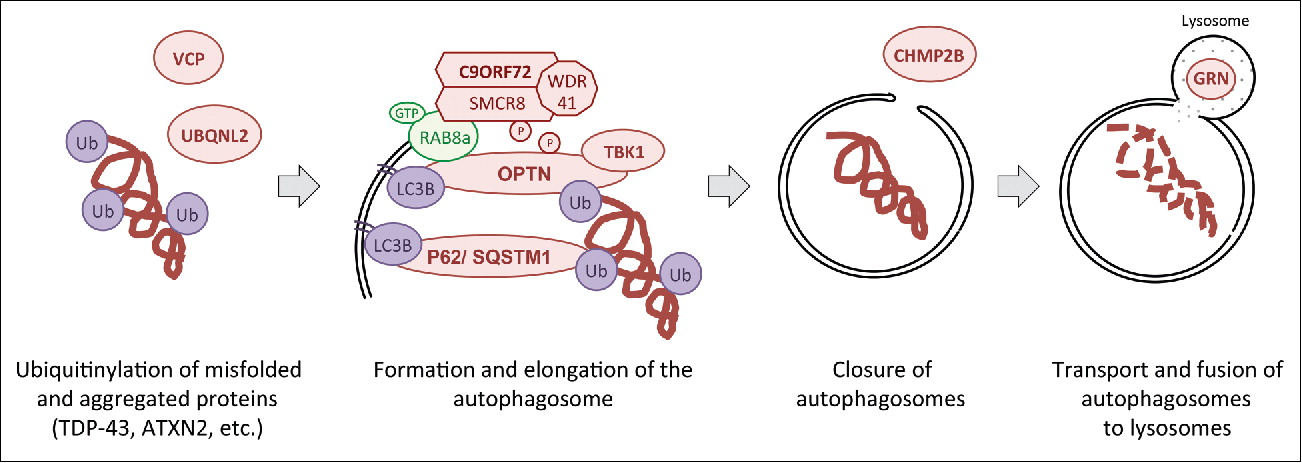 VCP
UBQNL2
Ub
Ub
Ub
C9ORF72
SMCR8
WDR
41
GTP
RAB8a
P
P
TBK1
OPTN
LC3B
Ub
LC3B
P62/ SQSTM1
Ub
Ub
CHMP2B
Lysosome
GRN
Ubiquitinylation of misfolded
and aggregated proteins
(TDP-43, ATXN2, etc.)
Formation and elongation of the
autophagosome
Closure of
autophagosomes
Transport and fusion of
autophagosomes
to lysosomes